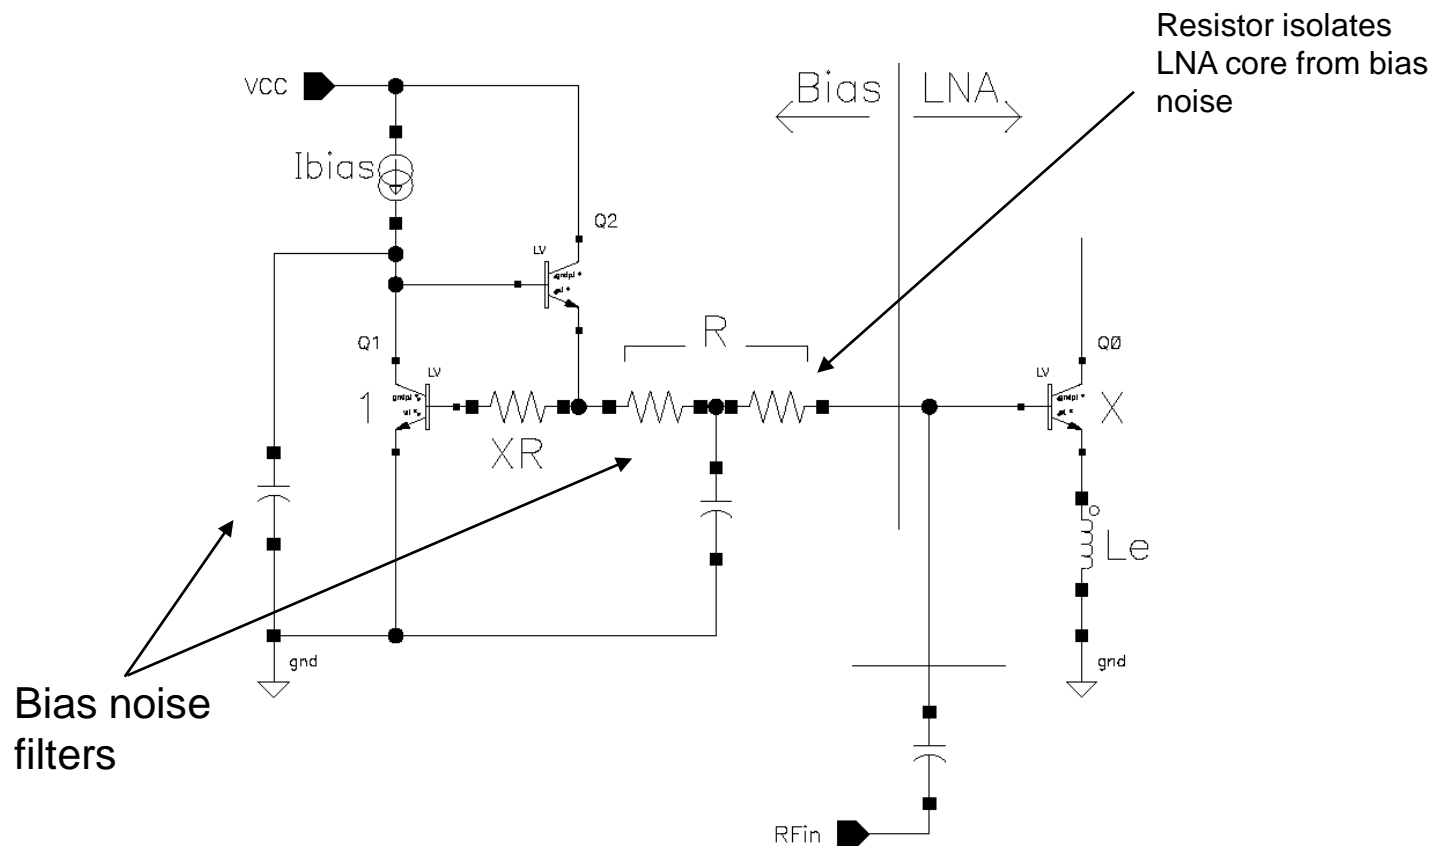 Resistor isolates
LNA core from bias
noise
vcc
Bias
LNA
Ibias
Q2
LV
R
Q1
LV
Q0
LV
1
X
XR
Le
gnd
gnd
Bias noise
filters
RFin